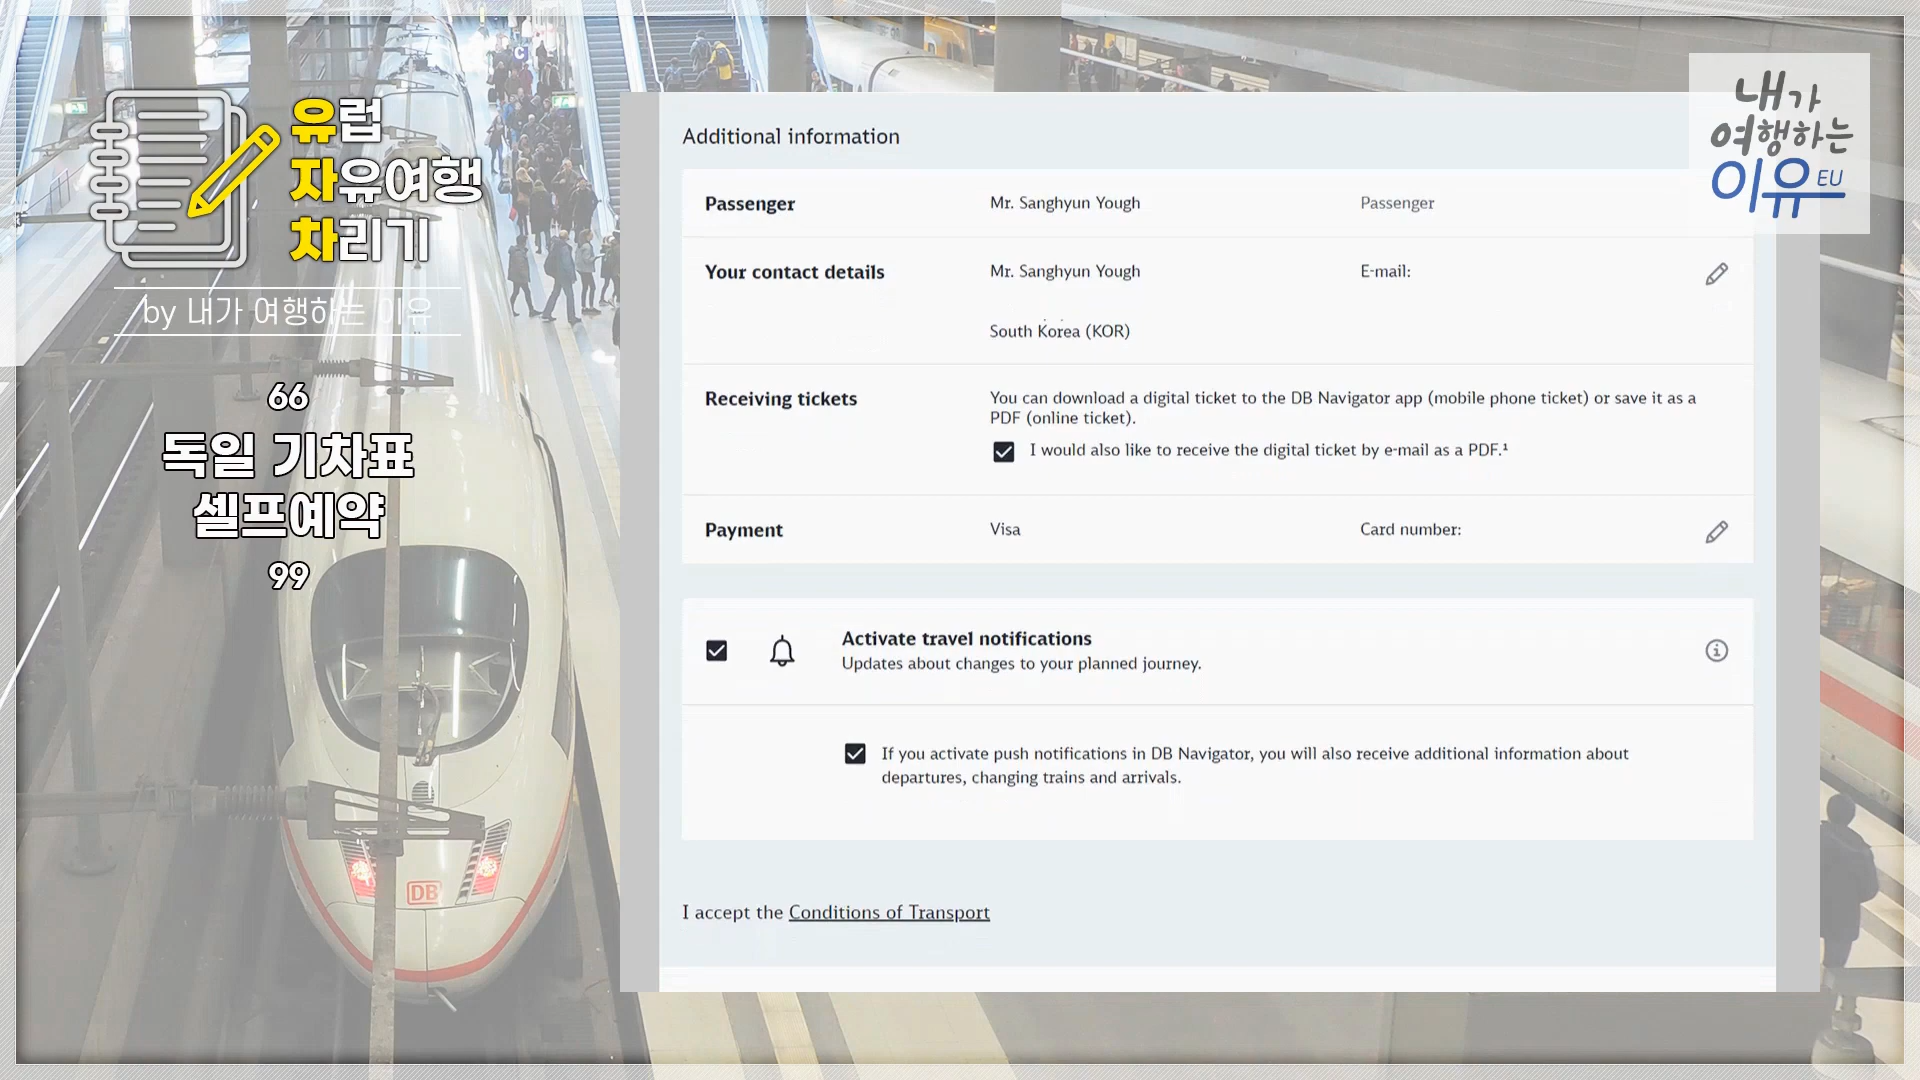 유럽
자유여행
차리기
by 내가 여행하는 이유
66
독일 기차표
셀프예약
99
내가
여행하는
이유 EU
Additional information
Passenger Mr. Sanghyun Yough Passenger
Your contact details Mr. Sanghyun Yough E-mail:
South Korea (KOR)
Receiving tickets You can download a digital ticket to the DB Navigator app (mobile phone ticket) or save it as a
PDF (online ticket).
I would also like to receive the digital ticket by e-mail as a PDF.¹
Payment Visa Card number:
Activate travel notifications
Updates about changes to your planned journey.
If you activate push notifications in DB Navigator, you will also receive additional information about
departures, changing trains and arrivals.
I accept the Conditions of Transport
DB
C